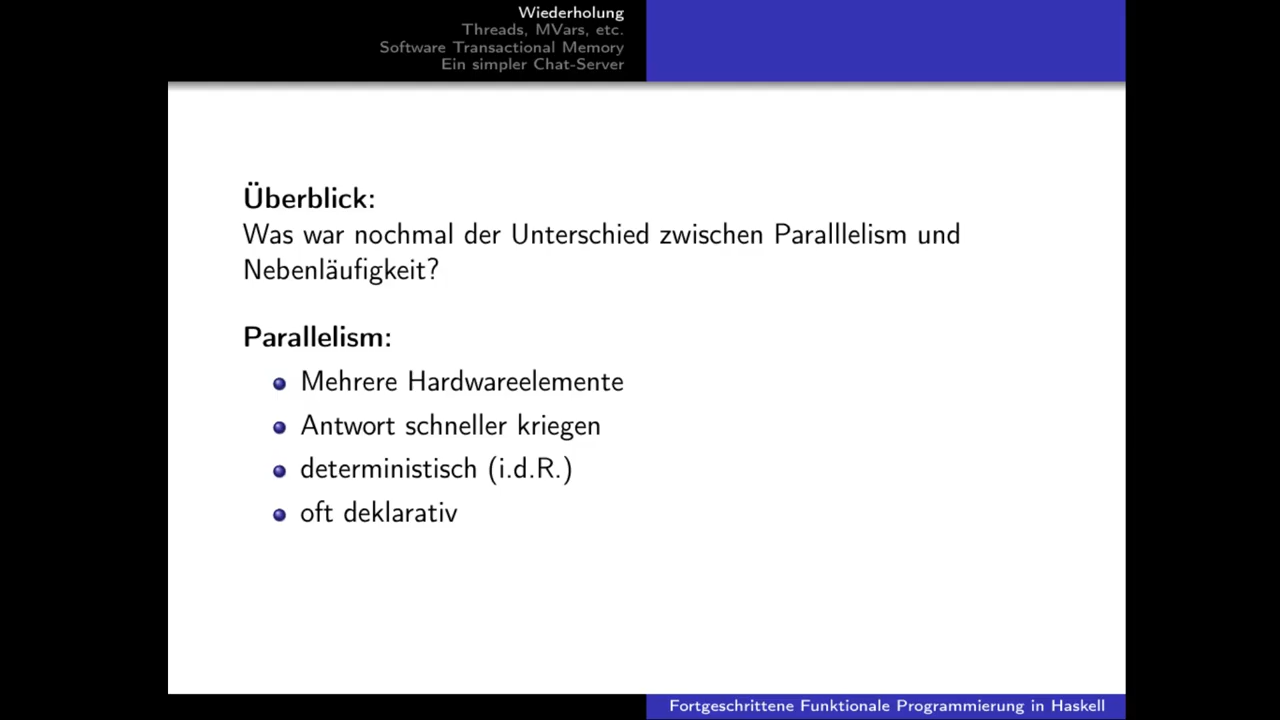 Wiederholung
Threads, MVars, etc.
Software Transactional Memory
Ein simpler Chat-Server
Überblick:
Was war nochmal der Unterschied zwischen Paralllelism und
Nebenläufigkeit?
Parallelism:
Mehrere Hardwareelemente
Antwort schneller kriegen
deterministisch (i.d.R.)
oft deklarativ
Fortgeschrittene Funktionale Programmierung in Haskell